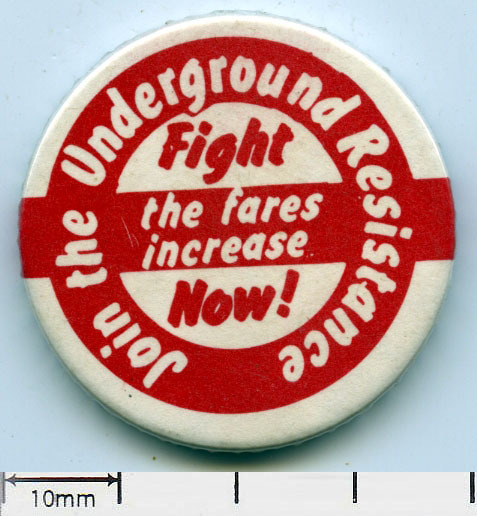 Join the Underground Resistance
Fight
the fares
increase
Now!
10mm